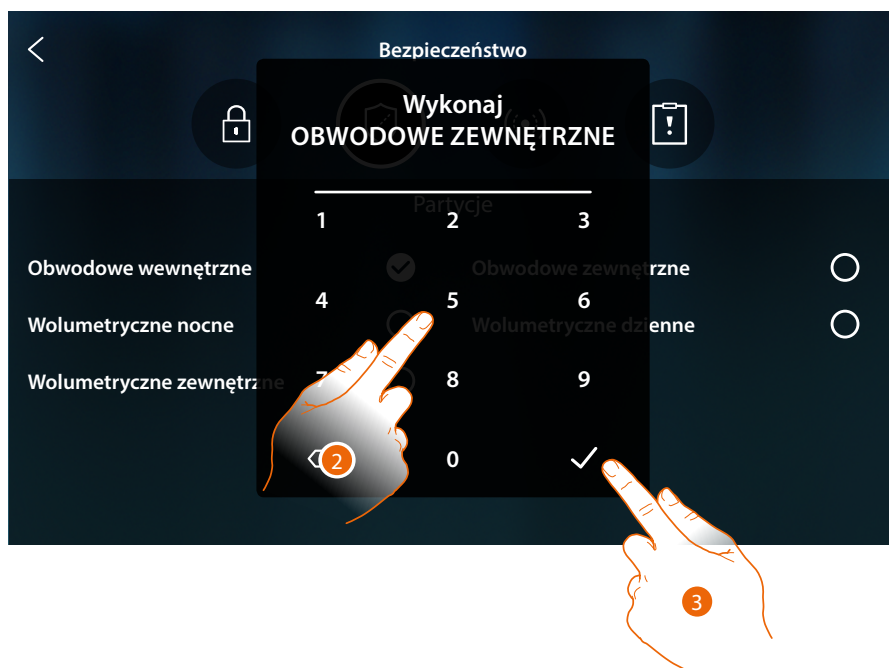 Bezpieczeństwo
Wykonaj
OBWODOWE ZEWNĘTRZNE
Partycje
1 2 3
Obwodowe wewnętrzne Obwodowe zewnętrzne
4 5 6
Wolumetryczne nocne Wolumetryczne dzienne
Wolumetryczne zewnętrzne
7 8 9
2 0
3